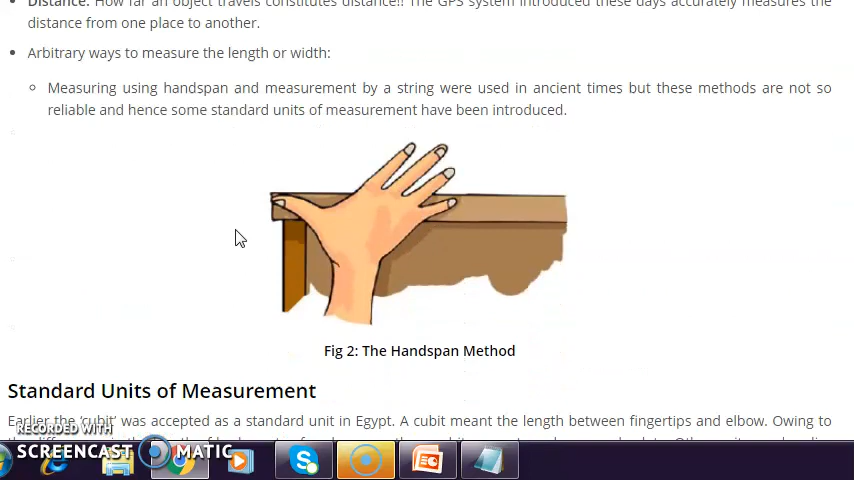 Distance: How far an object travels constitutes distance!! The GPS system introduced these days accurately measures the
distance from one place to another.
Arbitrary ways to measure the length or width:
Measuring using handspan and measurement by a string were used in ancient times but these methods are not so
reliable and hence some standard units of measurement have been introduced.
Fig 2: The Handspan Method
Standard Units of Measurement
Earlier the 'cubit' was accepted as a standard unit in Egypt. A cubit meant the length between fingertips and elbow. Owing to
RECORDED WITH
SCREENCAST MATIC